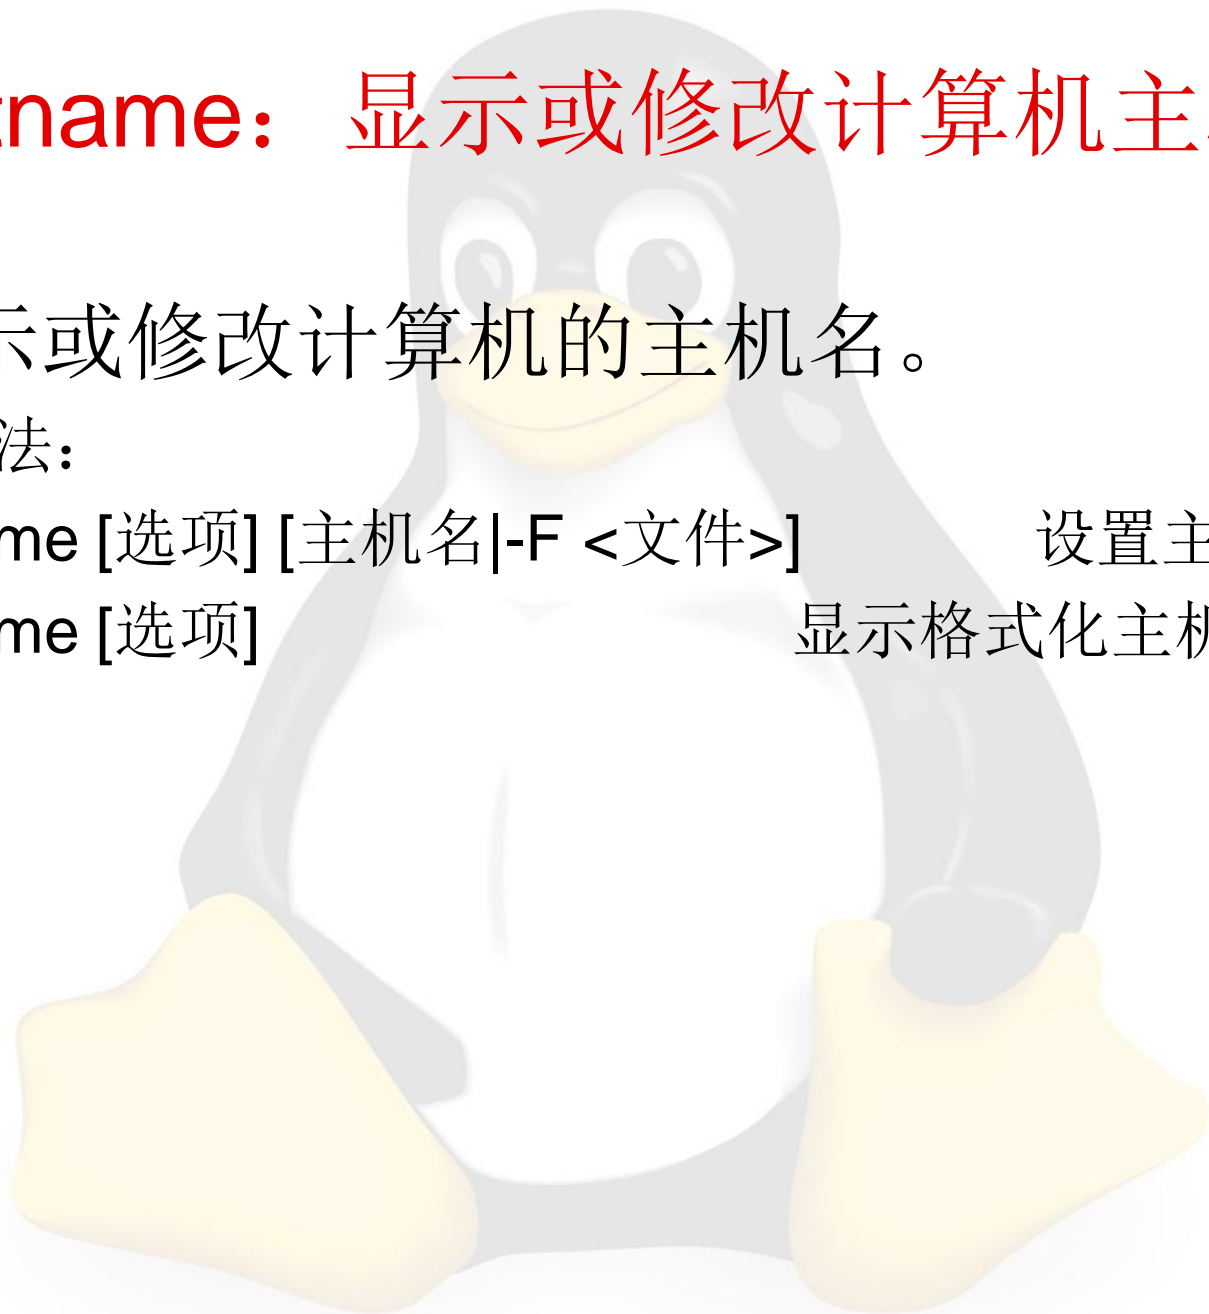 tname：显示或修改计算机主
示或修改计算机的主机名。
法：
me [选项] [主机名|-F <文件>] 设置主
me [选项] 显示格式化主机